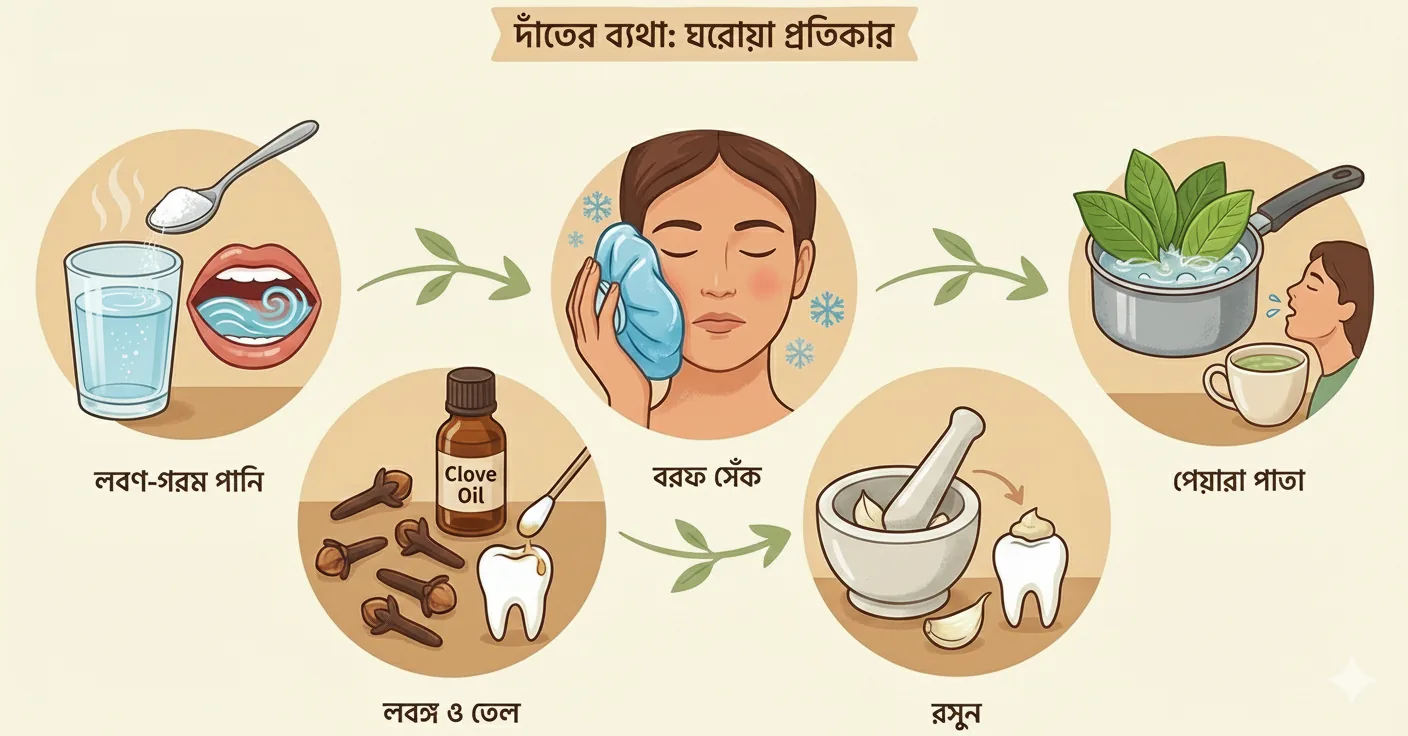 দাঁতের ব্যথা: ঘরোয়া প্রতিকার
লবণ-গরম পানি
Clove
Oil
লবঙ্গ ও তেল
বরফ সেঁক
রসুন
পেয়ারা পাতা